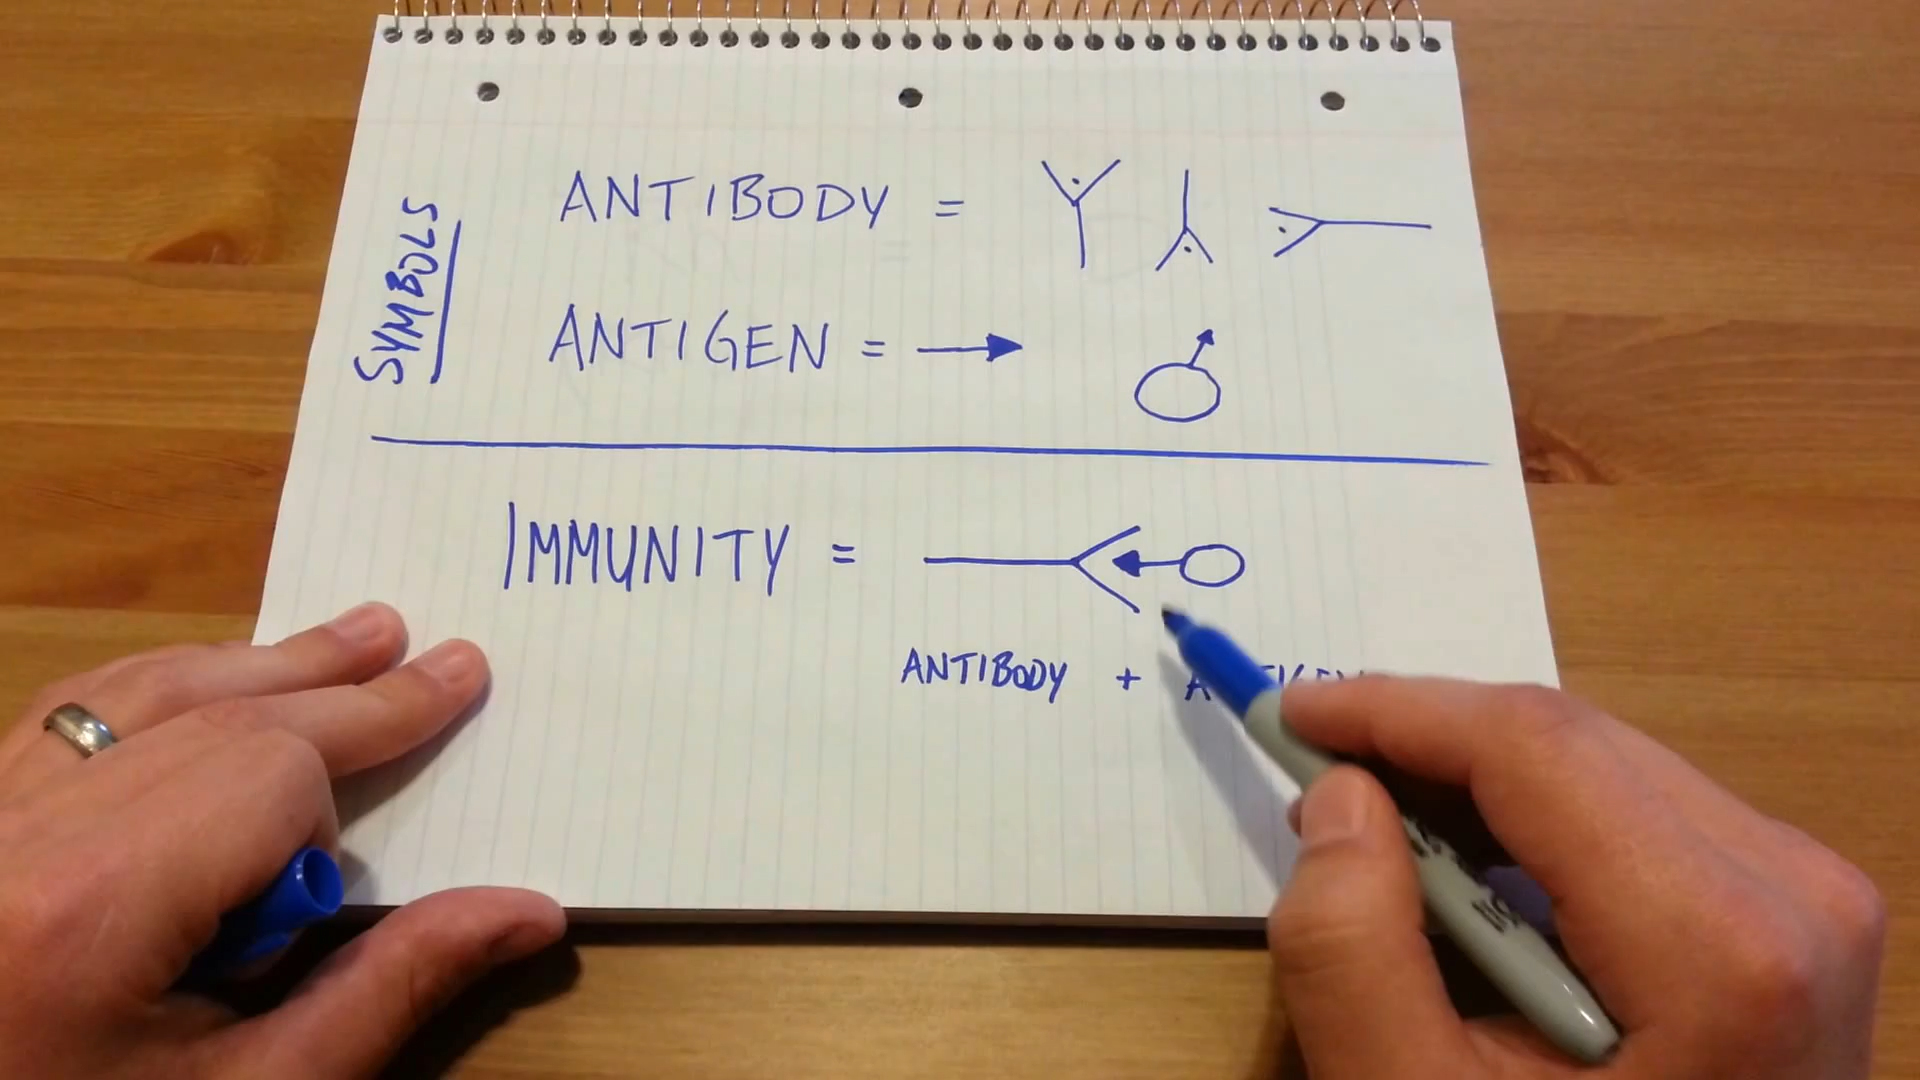 SYMBOLS
ANTIBODY =
ANTIGEN =
IMMUNITY =
ANTIBODY +